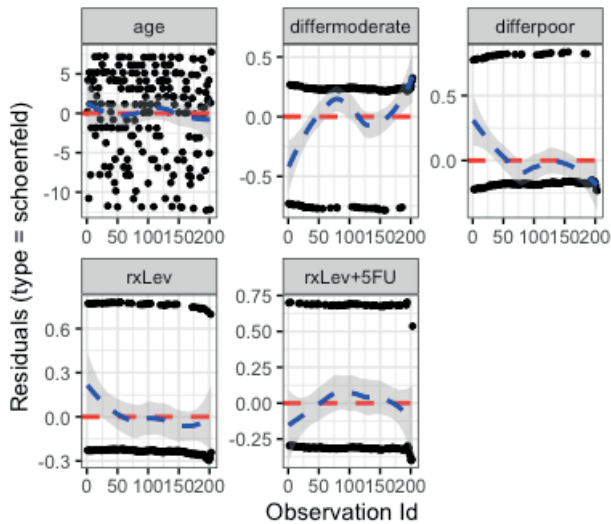 age
differmoderate
differpoor
5
0
-5
-10
0.5
0.0
-0.5
0.0
0 50 100150200
0 50 100150200
0 50 100150200
rxLev
rxLev+5FU
0.6
0.3
0.0
-0.3
0.75
0.50
0.25
0.00
-0.25
0 50 100150200
0 50 100150200
Residuals (type = schoenfeld)
Observation Id